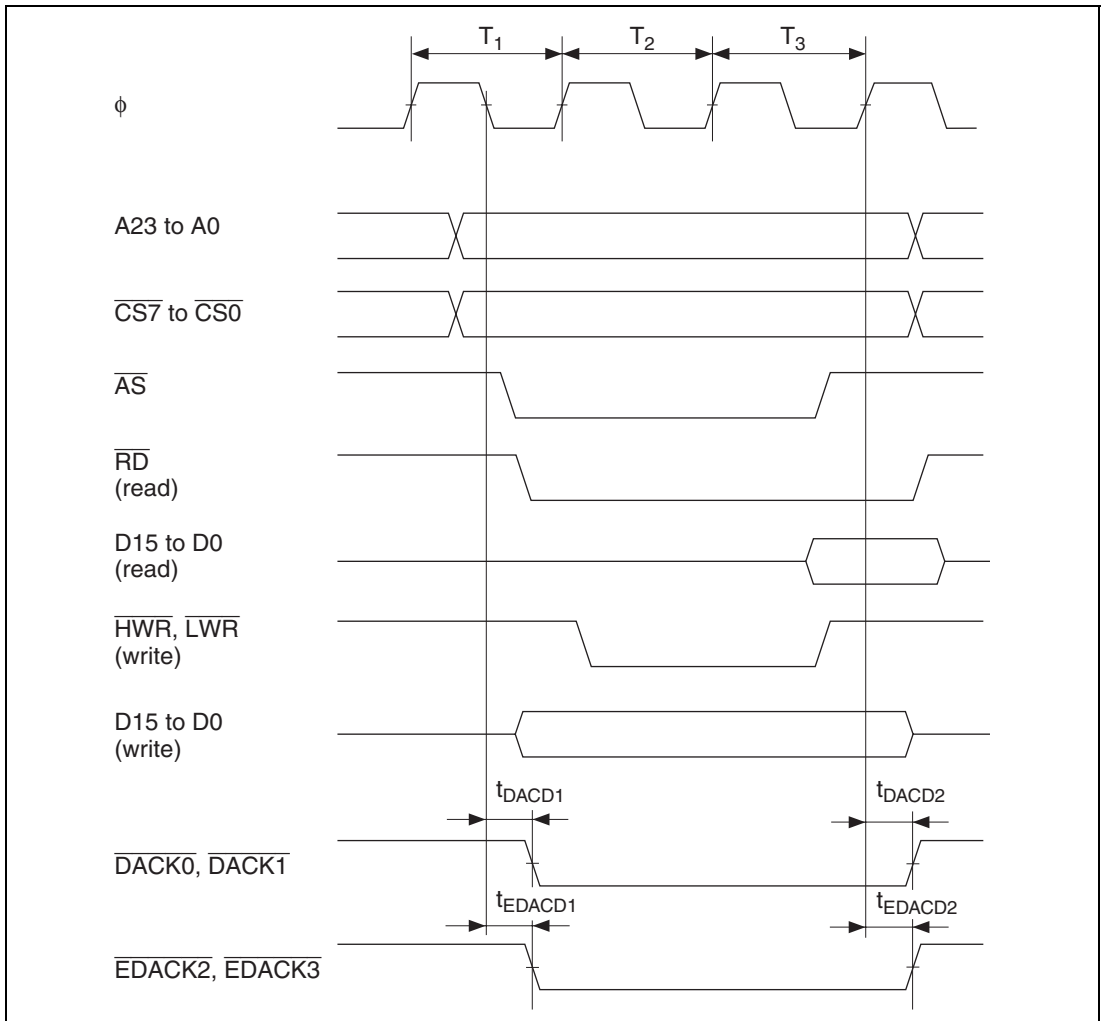 T1 T2 T3
ϕ
A23 to A0
CS7 to CS0
AS
RD
(read)
D15 to D0
(read)
HWR, LWR
(write)
D15 to D0
(write)
tDACD1 tDACD2
DACK0, DACK1
tEDACD1 tEDACD2
EDACK2, EDACK3